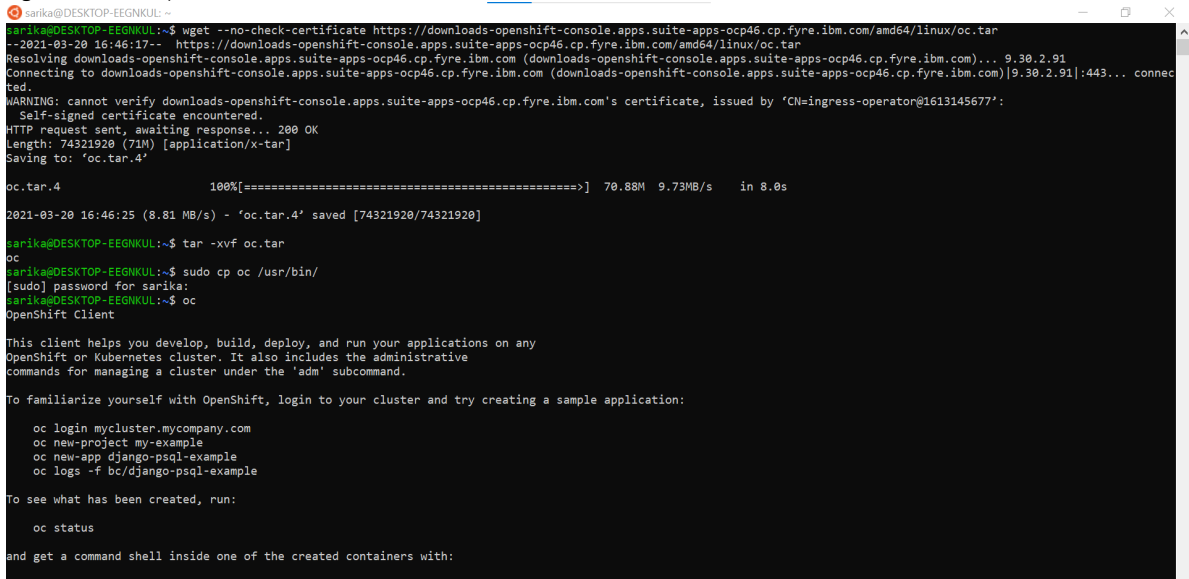 sarika@DESKTOP-EEGNKUL: ~
sarika@DESKTOP-EEGNKUL:~$ wget --no-check-certificate https://downloads-openshift-console.apps.suite-apps-ocp46.cp.fyre.ibm.com/amd64/linux/oc.tar
--2021-03-20 16:46:17--  https://downloads-openshift-console.apps.suite-apps-ocp46.cp.fyre.ibm.com/amd64/linux/oc.tar
Resolving downloads-openshift-console.apps.suite-apps-ocp46.cp.fyre.ibm.com (downloads-openshift-console.apps.suite-apps-ocp46.cp.fyre.ibm.com)... 9.30.2.91
Connecting to downloads-openshift-console.apps.suite-apps-ocp46.cp.fyre.ibm.com (downloads-openshift-console.apps.suite-apps-ocp46.cp.fyre.ibm.com)|9.30.2.91|:443... connec
ted.
WARNING: cannot verify downloads-openshift-console.apps.suite-apps-ocp46.cp.fyre.ibm.com's certificate, issued by ‘CN=ingress-operator@1613145677’:
  Self-signed certificate encountered.
HTTP request sent, awaiting response... 200 OK
Length: 74321920 (71M) [application/x-tar]
Saving to: ‘oc.tar.4’
oc.tar.4                      100%[=================================================>]  70.88M  9.73MB/s    in 8.0s
2021-03-20 16:46:25 (8.81 MB/s) - ‘oc.tar.4’ saved [74321920/74321920]
sarika@DESKTOP-EEGNKUL:~$ tar -xvf oc.tar
oc
sarika@DESKTOP-EEGNKUL:~$ sudo cp oc /usr/bin/
[sudo] password for sarika:
sarika@DESKTOP-EEGNKUL:~$ oc
OpenShift Client
This client helps you develop, build, deploy, and run your applications on any
OpenShift or Kubernetes cluster. It also includes the administrative
commands for managing a cluster under the 'adm' subcommand.
To familiarize yourself with OpenShift, login to your cluster and try creating a sample application:
    oc login mycluster.mycompany.com
    oc new-project my-example
    oc new-app django-psql-example
    oc logs -f bc/django-psql-example
To see what has been created, run:
    oc status
and get a command shell inside one of the created containers with: